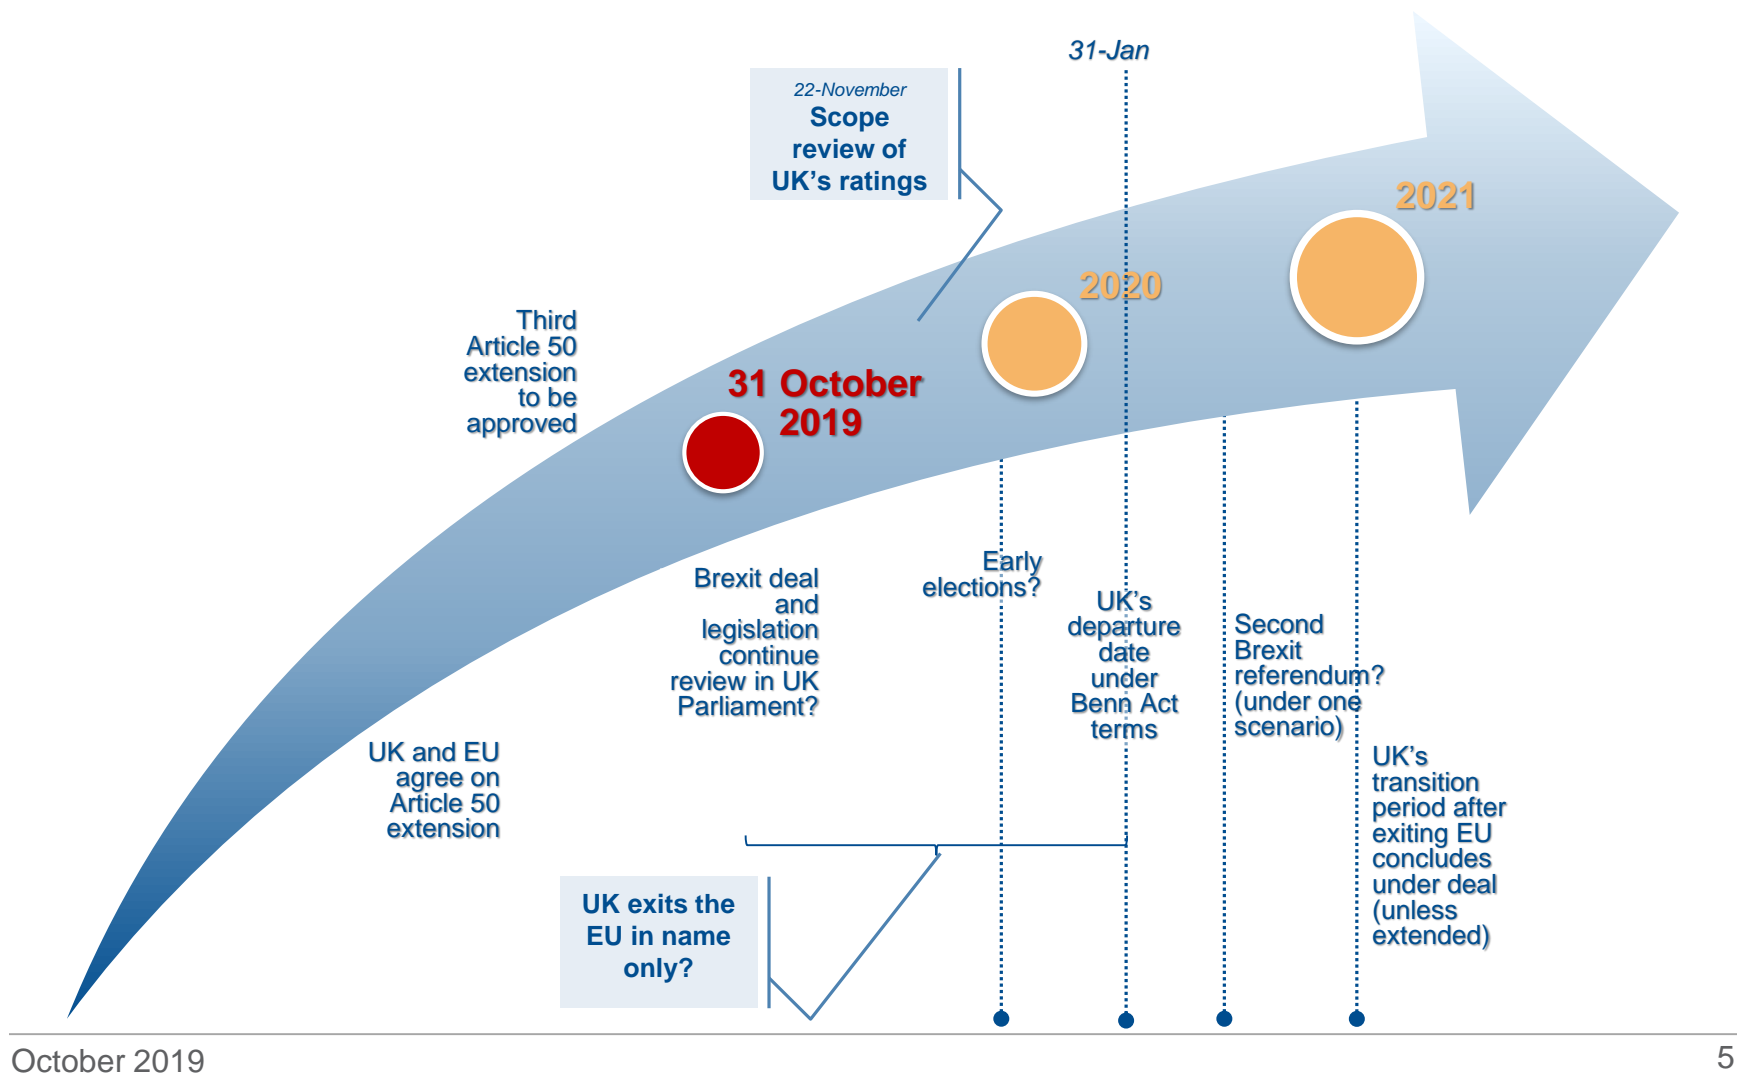 31-Jan
22-November
Scope
review of
UK’s ratings
2021
2020
Third
Article 50
extension
to be
approved
31 October
2019
Early
elections?
Brexit deal
and
legislation
continue
review in UK
Parliament?
UK’s
departure
date
under
Benn Act
terms
Second
Brexit
referendum?
(under one
scenario)
UK and EU
agree on
Article 50
extension
UK’s
transition
period after
exiting EU
concludes
under deal
(unless
extended)
UK exits the
EU in name
only?
October 2019
5